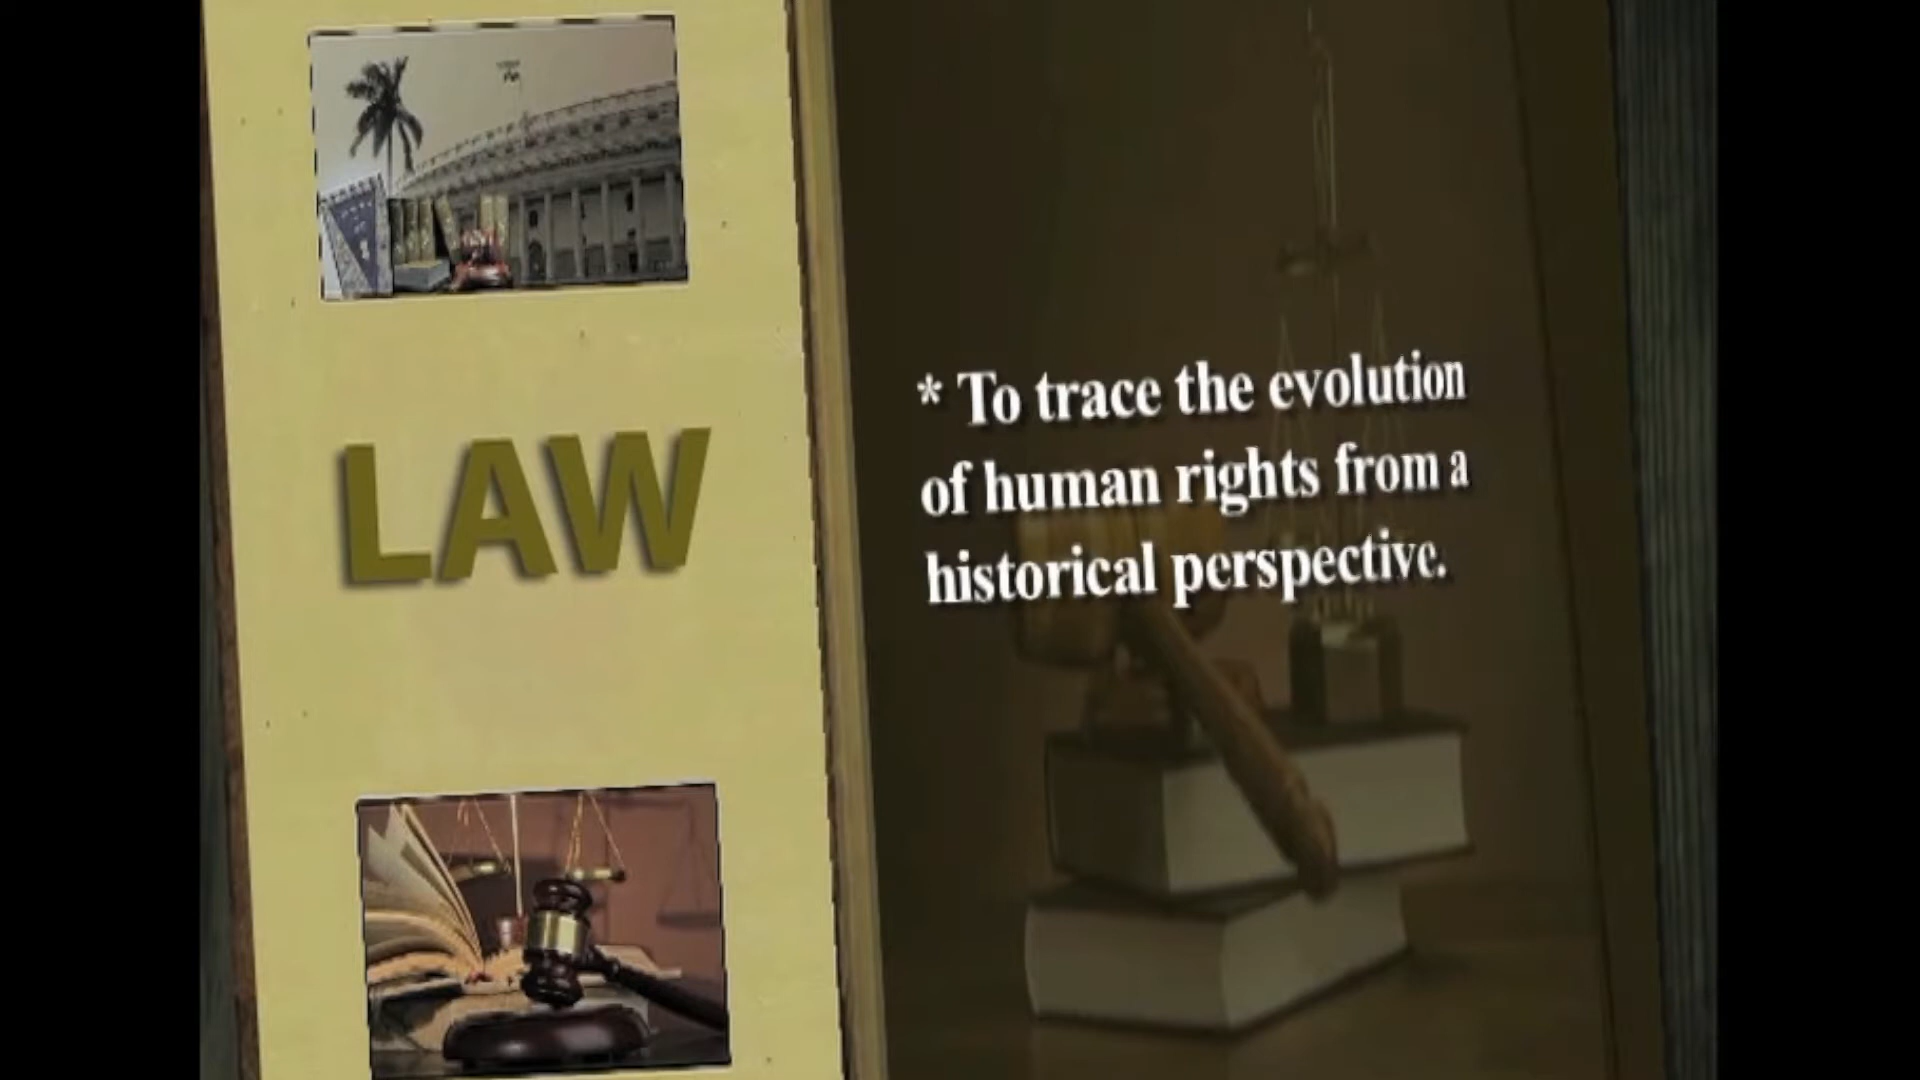 LAW
* To trace the evolution
of human rights from a
historical perspective.